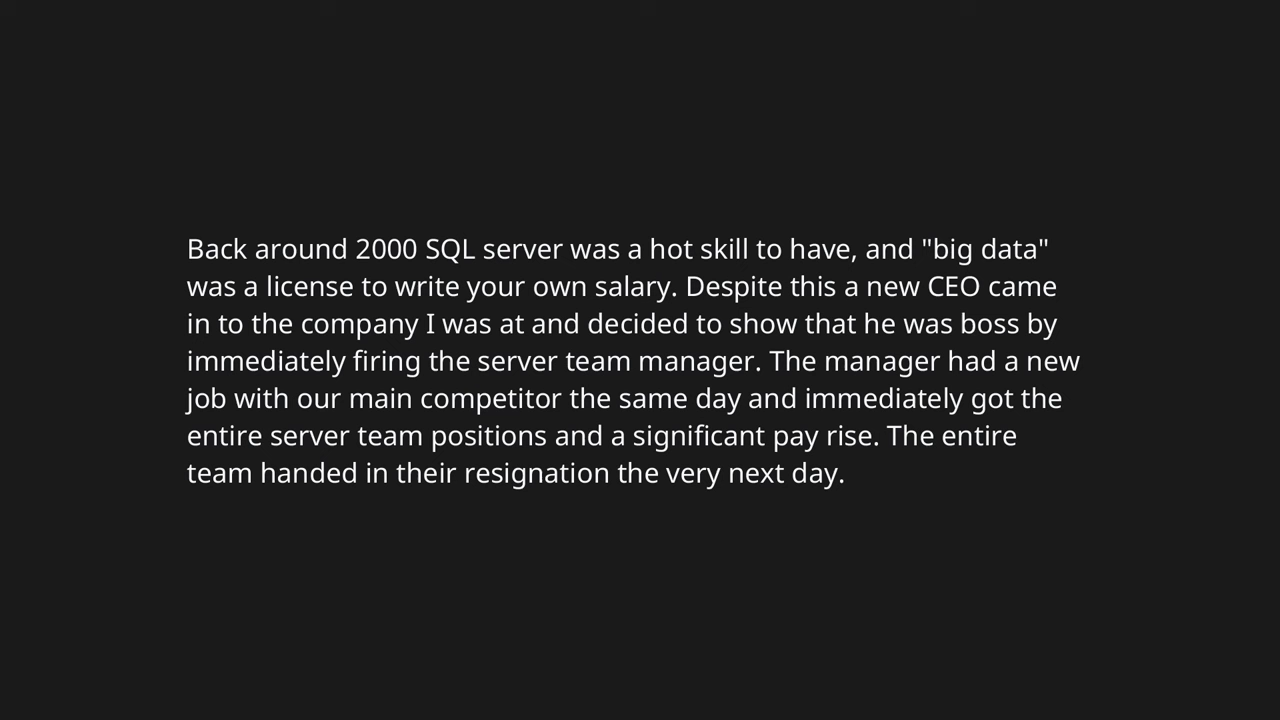 Back around 2000 SQL server was a hot skill to have, and "big data"
was a license to write your own salary. Despite this a new CEO came
in to the company I was at and decided to show that he was boss by
immediately firing the server team manager. The manager had a new
job with our main competitor the same day and immediately got the
entire server team positions and a significant pay rise. The entire
team handed in their resignation the very next day.